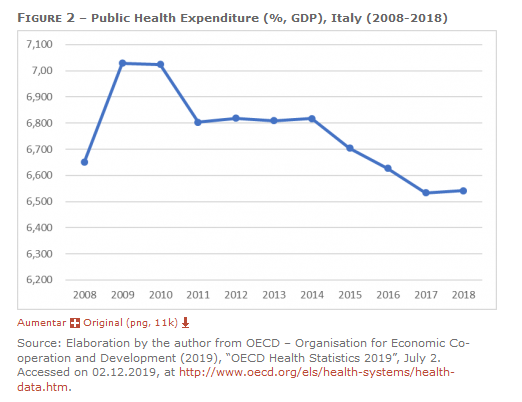 FIGURE 2 – Public Health Expenditure (%, GDP), Italy (2008-2018)
7,100
7,00
6,900
6,800
6,700
6,600
6,500
6,400
6,300
6,200
2008 2009 2010 2011 2012 2013 2014 2015 2016 2017 2018
Aumentar Original (png, 11k)
Source: Elaboration by the author from OECD – Organisation for Economic Co-
operation and Development (2019), “OECD Health Statistics 2019”, July 2.
Accessed on 02.12.2019, at http://www.oecd.org/els/health-systems/health-
data.htm.